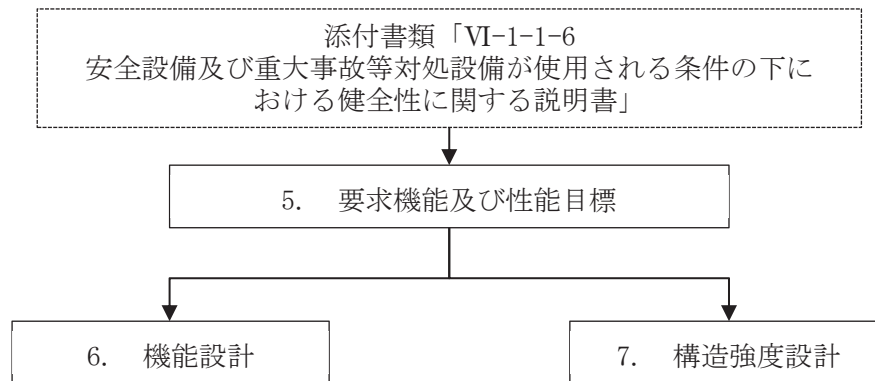 添付書類「Ⅵ-1-1-6
安全設備及び重大事故等対処設備が使用される条件の下に
おける健全性に関する説明書」
5. 要求機能及び性能目標
6. 機能設計
7. 構造強度設計